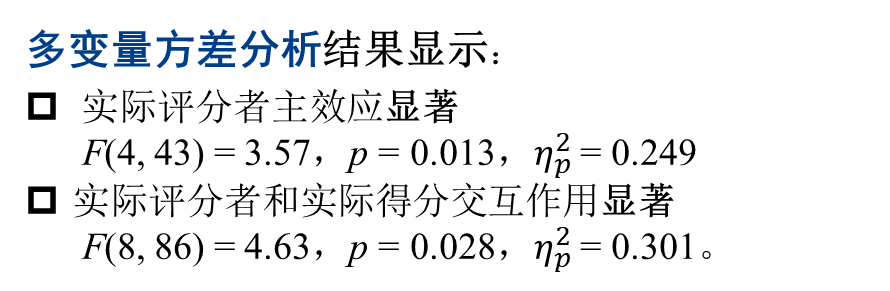 多变量方差分析结果显示：
□ 实际评分者主效应显著
F(4, 43) = 3.57，p = 0.013，η²ₚ = 0.249
□ 实际评分者和实际得分交互作用显著
F(8, 86) = 4.63，p = 0.028，η²ₚ = 0.301。